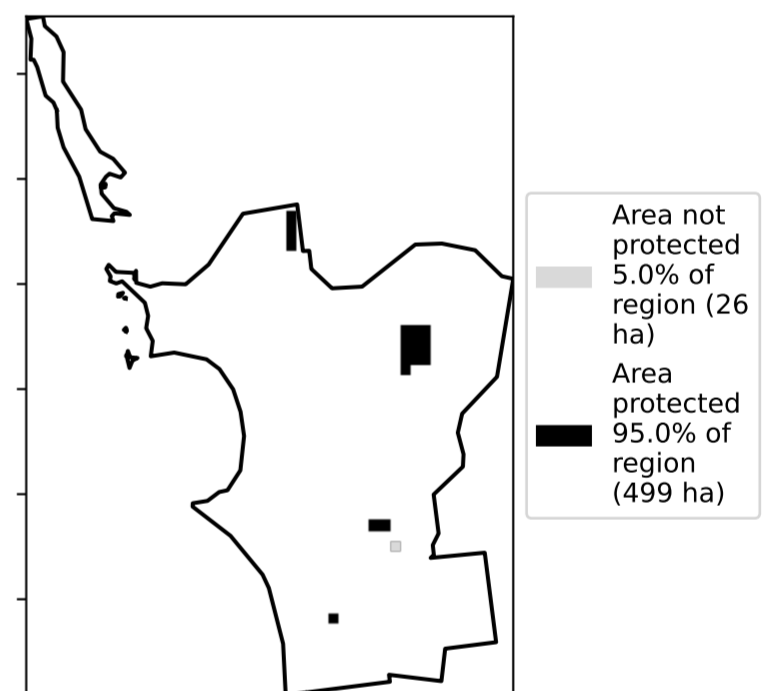 Area not
protected
5.0% of
region (26
ha)
Area
protected
95.0% of
region
(499 ha)